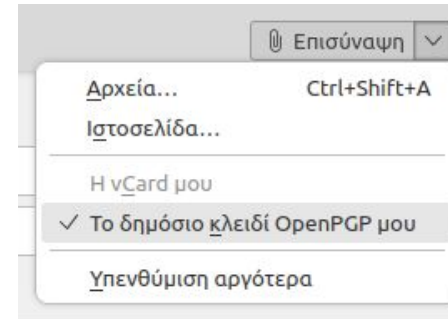 Επισύναψη
Αρχεία... Ctrl+Shift+A
Ιστοσελίδα...
Η vCard μου
Το δημόσιο κλειδί OpenPGP μου
Υπενθύμιση αργότερα